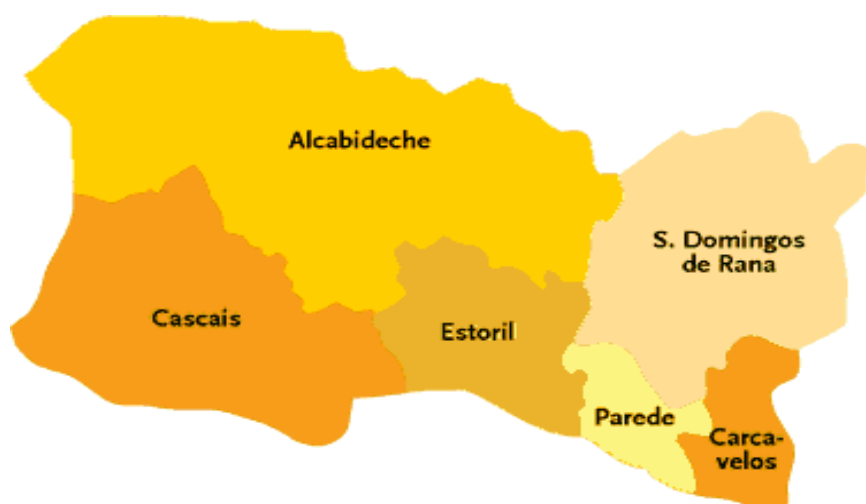 Alcabideche
S. Domingos
de Rana
Cascais
Estoril
Parede
Carca-
velos